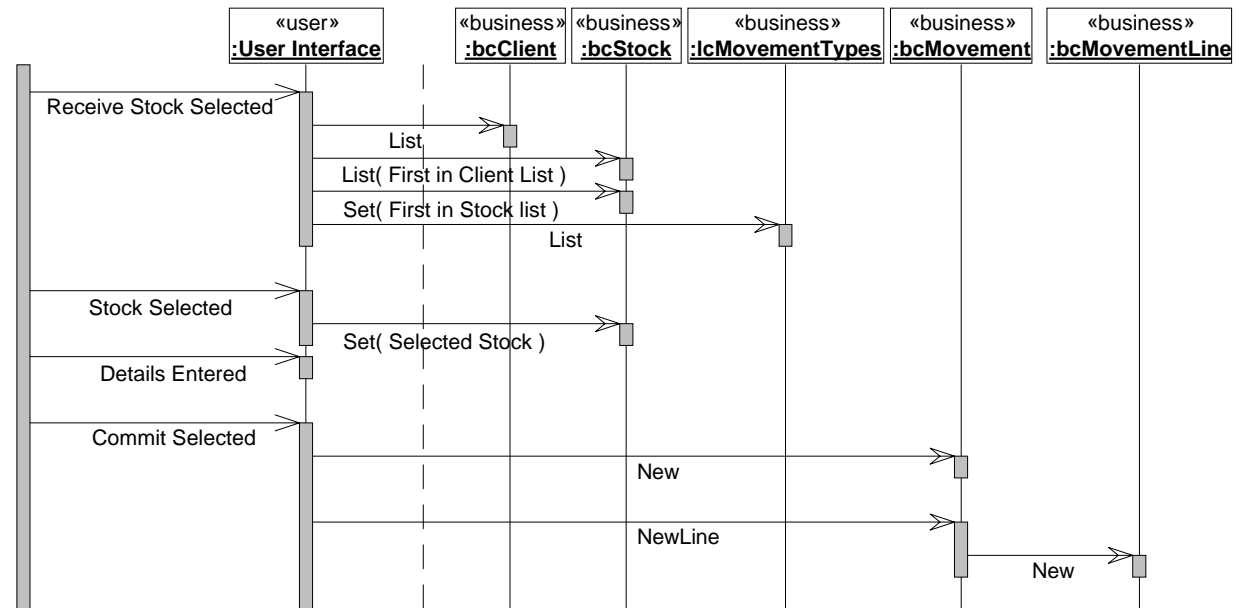 «user»
:User Interface
«business»
:bcClient
«business»
:bcStock
«business»
:lcMovementTypes
«business»
:bcMovement
«business»
:bcMovementLine
Receive Stock Selected
List
List( First in Client List )
Set( First in Stock list )
List
Stock Selected
Set( Selected Stock )
Details Entered
Commit Selected
New
NewLine
New